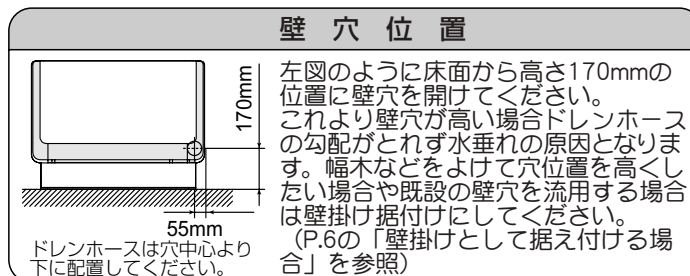 壁穴位置
170mm
55mm
ドレンホースは穴中心より
下に配置してください。
左図のように床面から高さ170mmの
位置に壁穴を開けてください。
これより壁穴が高い場合ドレンホース
の勾配がとれず水垂れの原因となりま
す。幅木などをよけて穴位置を高くし
たい場合や既設の壁穴を流用する場合
は壁掛け据付けにしてください。
（P.6の「壁掛けとして据え付ける場
合」を参照）